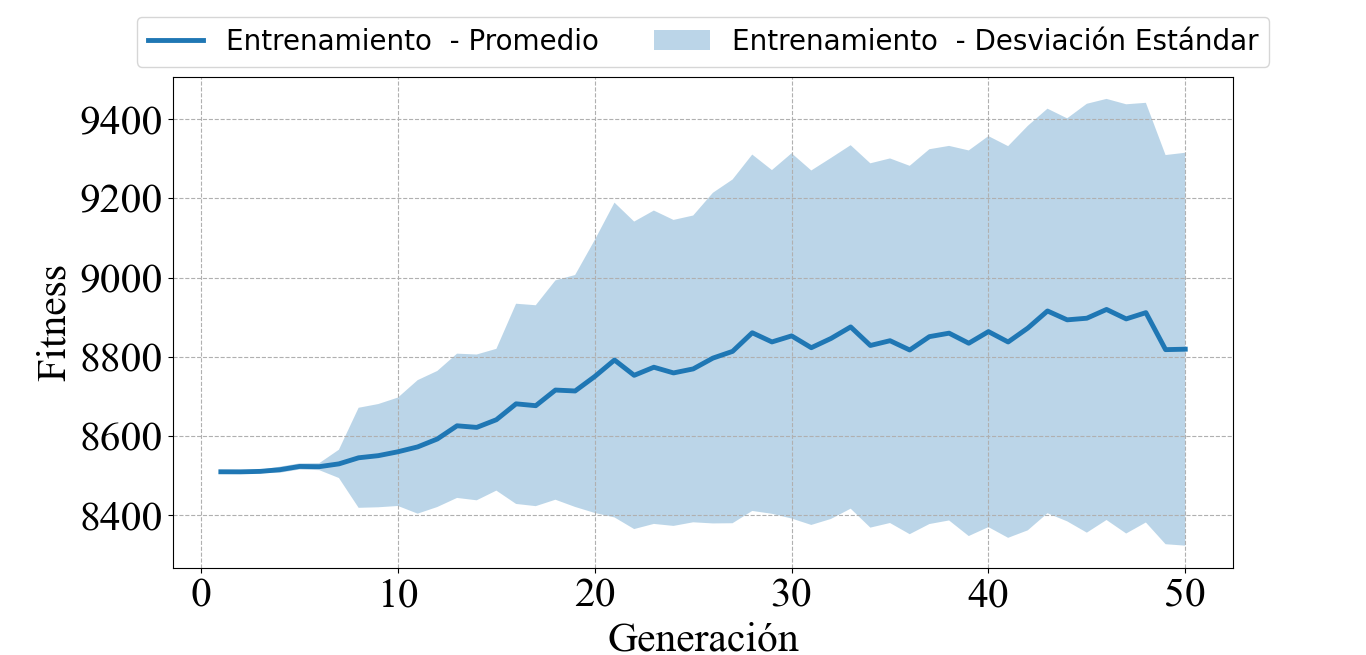 Entrenamiento - Promedio Entrenamiento - Desviación Estándar
9400
9200
9000
8800
8600
8400
Fitness
0 10 20 30 40 50
Generación